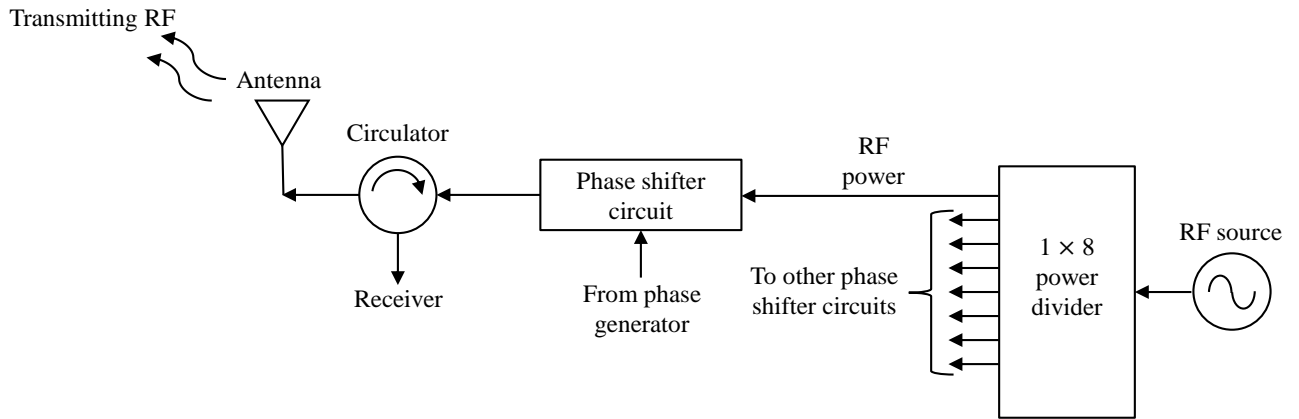 Transmitting RF
Antenna
Circulator
Receiver
Phase shifter
circuit
From phase
generator
RF
power
To other phase
shifter circuits
1 × 8
power
divider
RF source